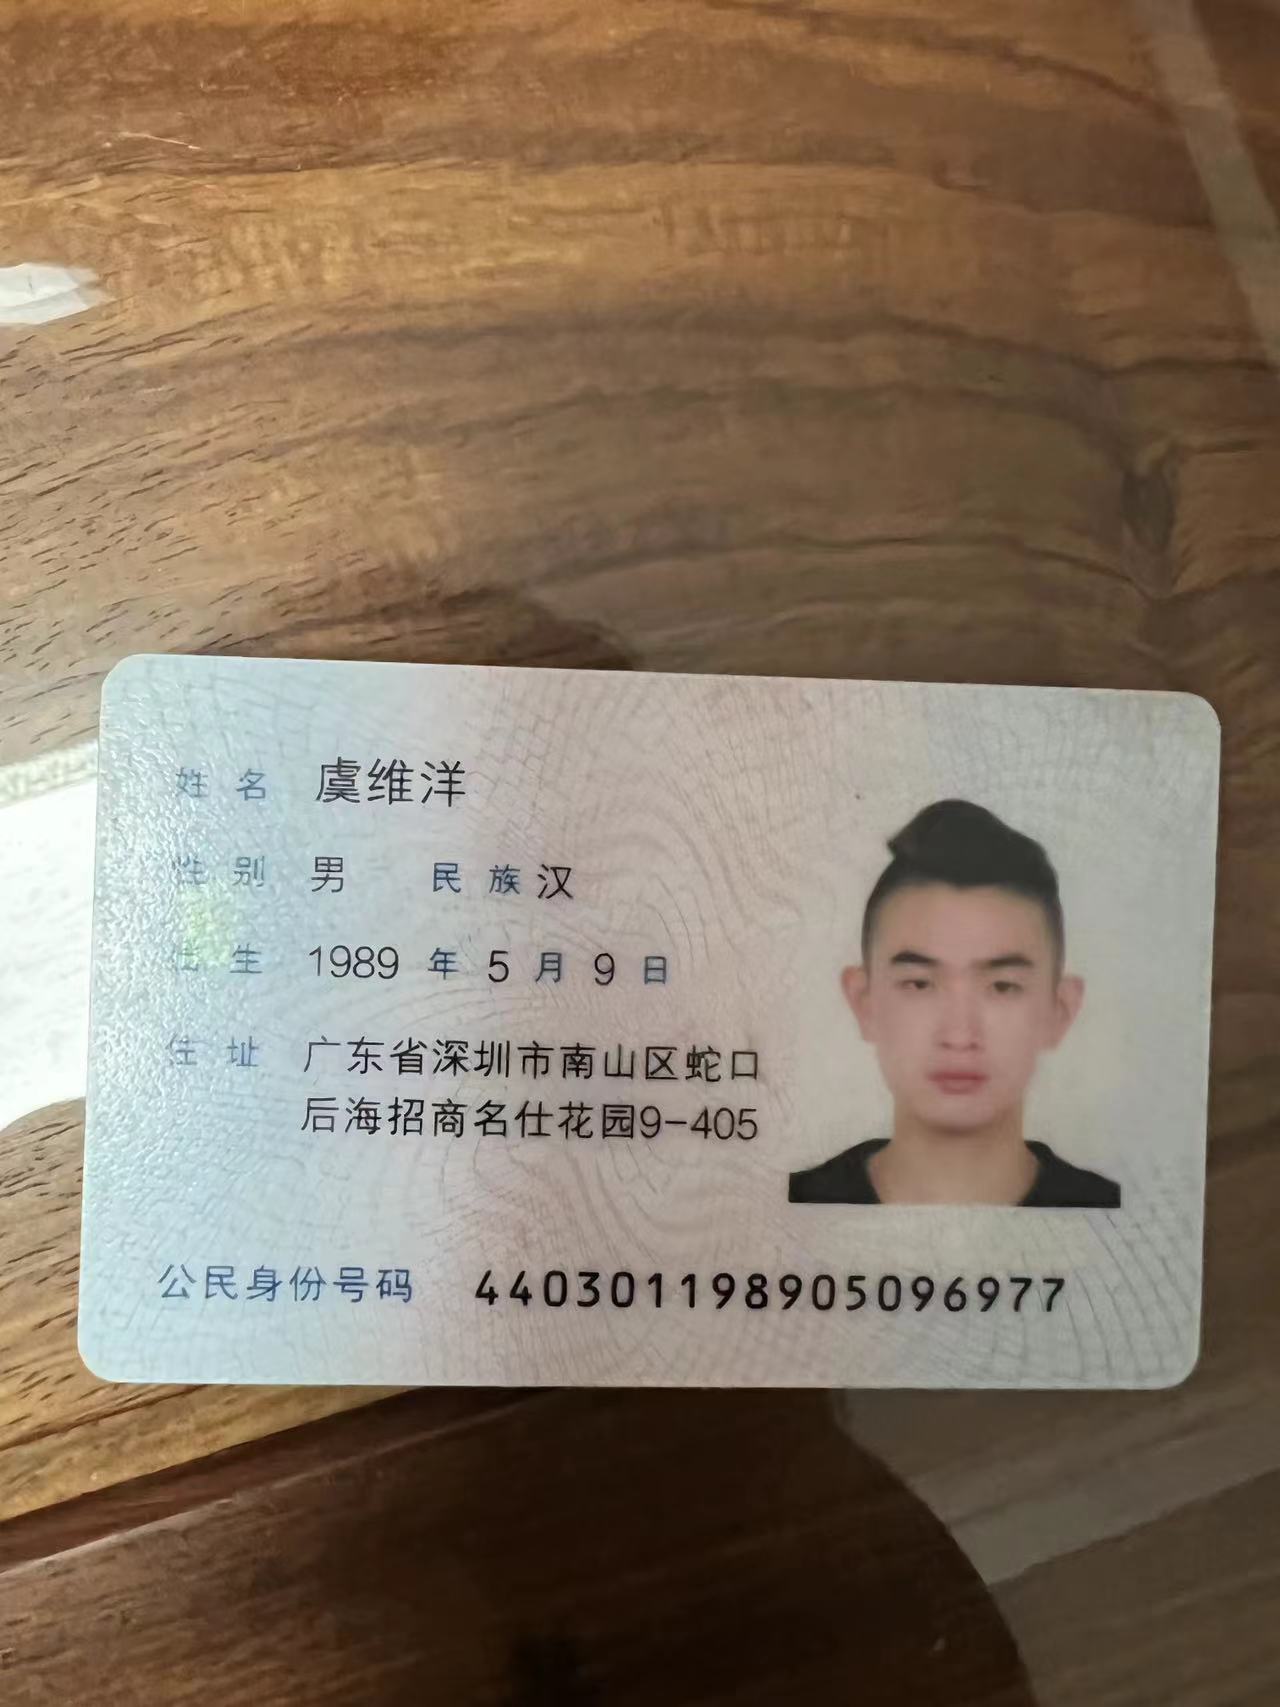 姓名 虞维洋
性别 男 民族 汉
出生 1989 年 5 月 9 日
住址 广东省深圳市南山区蛇口
后海招商名仕花园9-405
公民身份号码 440301198905096977